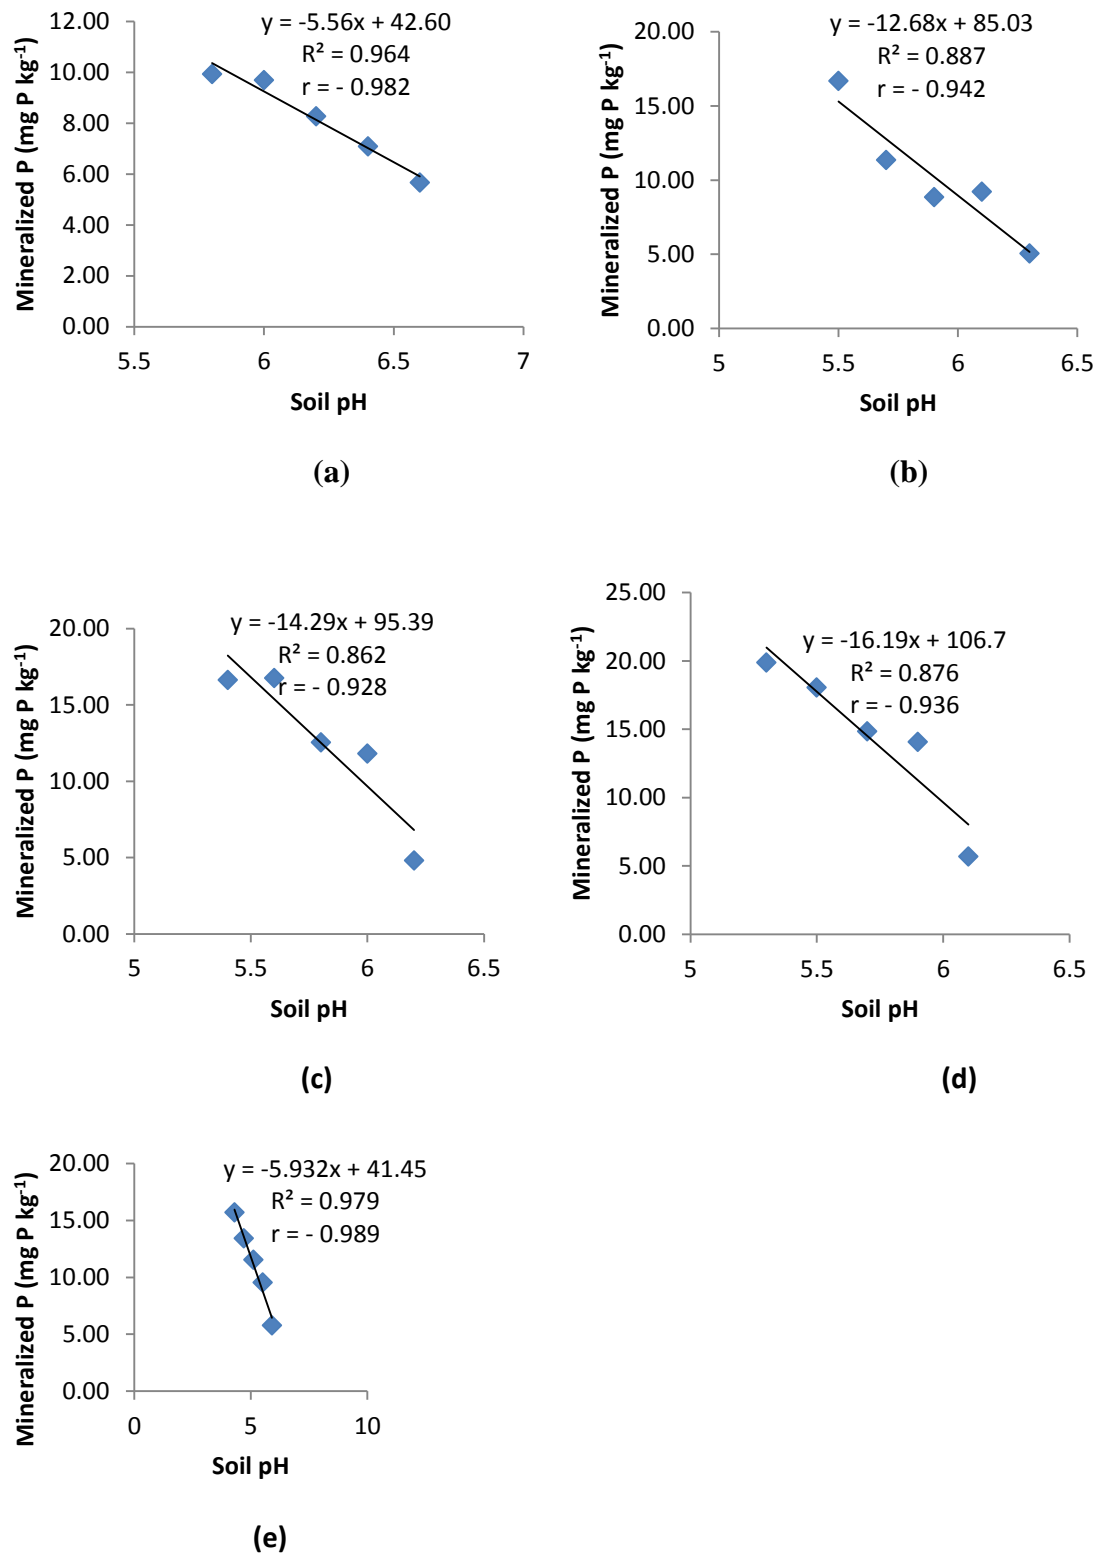 y = -5.56x + 42.60
R² = 0.964
r = - 0.982
12.00
10.00
8.00
6.00
4.00
2.00
0.00
Mineralized P (mg P kg⁻¹)
5.5 6 6.5 7
Soil pH
(a)
y = -12.68x + 85.03
R² = 0.887
r = - 0.942
20.00
15.00
10.00
5.00
0.00
Mineralized P (mg P kg⁻¹)
5 5.5 6 6.5
Soil pH
(b)
y = -14.29x + 95.39
R² = 0.862
r = - 0.928
20.00
15.00
10.00
5.00
0.00
Mineralized P (mg P kg⁻¹)
5 5.5 6 6.5
Soil pH
(c)
y = -16.19x + 106.7
R² = 0.876
r = - 0.936
25.00
20.00
15.00
10.00
5.00
0.00
Mineralized P (mg P kg⁻¹)
5 5.5 6 6.5
Soil pH
(d)
y = -5.932x + 41.45
R² = 0.979
r = - 0.989
20.00
15.00
10.00
5.00
0.00
Mineralized P (mg P kg⁻¹)
0 5 10
Soil pH
(e)